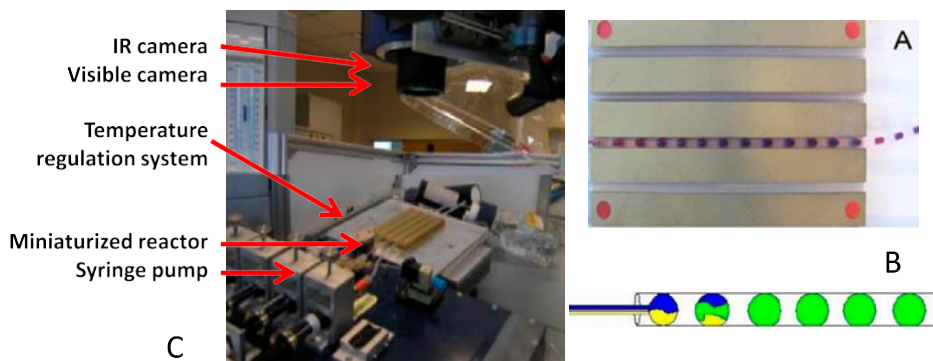 IR camera
Visible camera
Temperature
regulation system
Miniaturized reactor
Syringe pump
C
A
B